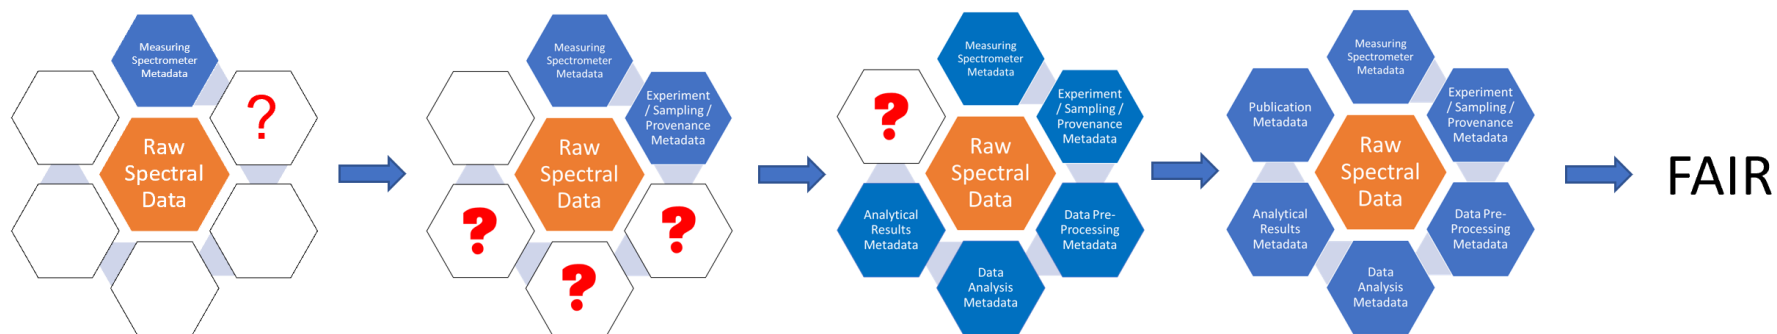 Measuring
Spectrometer
Metadata
?
Raw
Spectral
Data
Measuring
Spectrometer
Metadata
Experiment
/ Sampling /
Provenance
Metadata
Raw
Spectral
Data
?
?
?
Measuring
Spectrometer
Metadata
?
Experiment
/ Sampling /
Provenance
Metadata
Raw
Spectral
Data
Analytical
Results
Metadata
Data Pre-
Processing
Metadata
Data
Analysis
Metadata
Measuring
Spectrometer
Metadata
Publication
Metadata
Experiment
/ Sampling /
Provenance
Metadata
Raw
Spectral
Data
Analytical
Results
Metadata
Data Pre-
Processing
Metadata
Data
Analysis
Metadata
FAIR